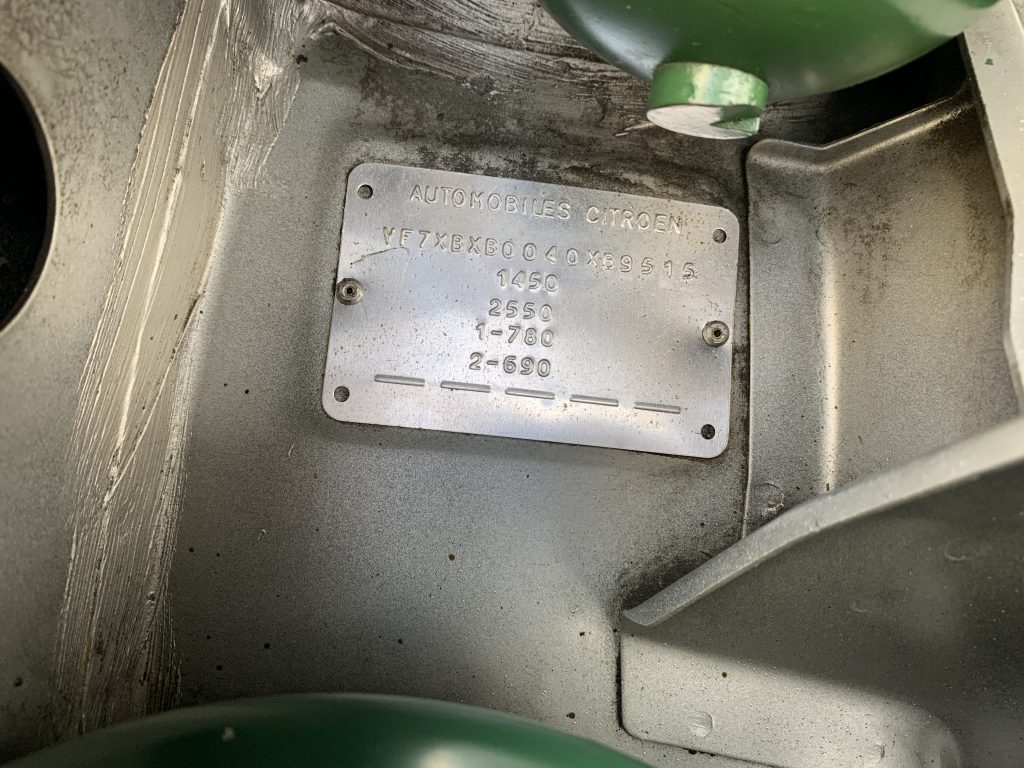 AUTOMOBILES CITROEN
VF7XBXB0040XB9515
1450
2550
1-780
2-690